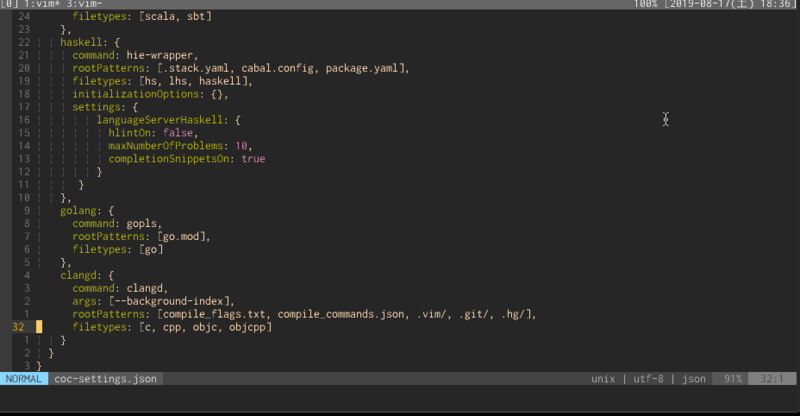 [0] 1:vim* 3:vim- 100% [2019-08-17(土) 18:36]
24 filetypes: [scala, sbt]
23 },
22 haskell: {
21 command: hie-wrapper,
20 rootPatterns: [.stack.yaml, cabal.config, package.yaml],
19 filetypes: [hs, lhs, haskell],
18 initializationOptions: {},
17 settings: {
16 languageServerHaskell: {
15 hlintOn: false,
14 maxNumberOfProblems: 10,
13 completionSnippetsOn: true
12 }
11 }
10 },
9 golang: {
8 command: gopls,
7 rootPatterns: [go.mod],
6 filetypes: [go]
5 },
4 clangd: {
3 command: clangd,
2 args: [--background-index],
1 rootPatterns: [compile_flags.txt, compile_commands.json, .vim/, .git/, .hg/],
32 filetypes: [c, cpp, objc, objcpp]
1 }
2 }
3 }
NORMAL coc-settings.json unix | utf-8 | json 91% 32:1